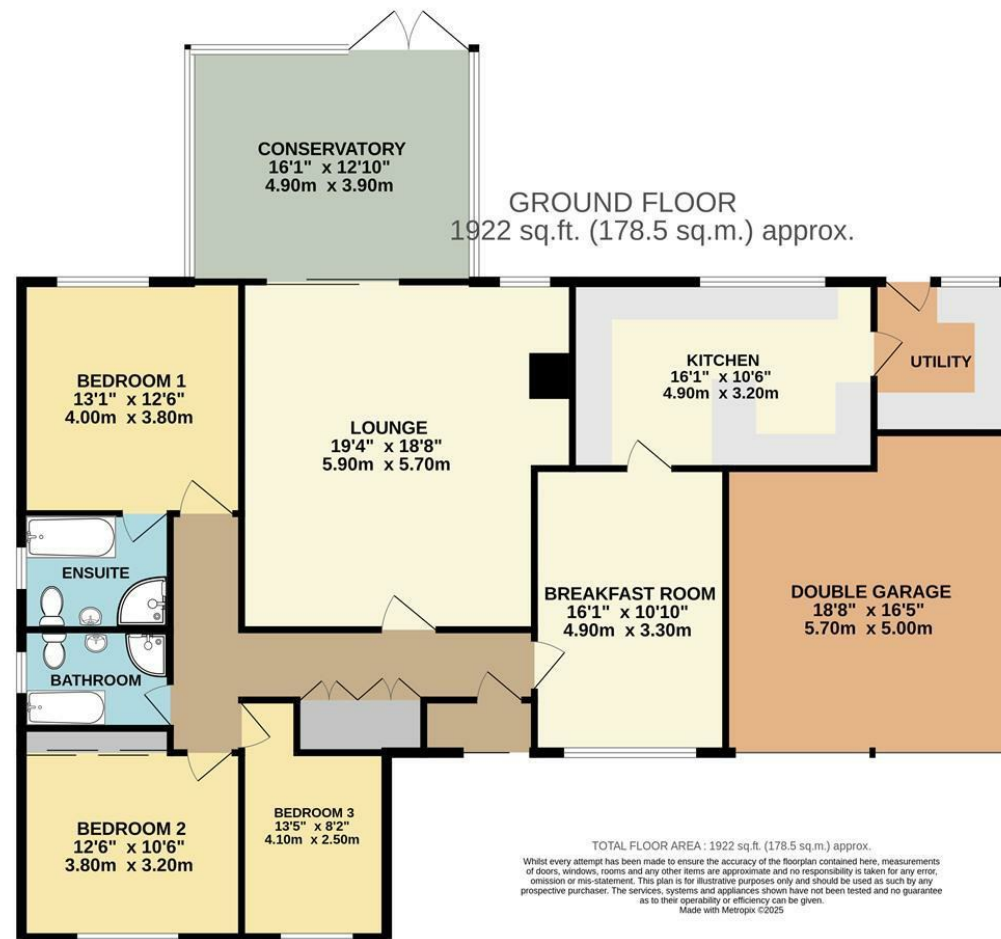 CONSERVATORY
16'1" x 12'10"
4.90m x 3.90m
GROUND FLOOR
1922 sq.ft. (178.5 sq.m.) approx.
BEDROOM 1
13'1" x 12'6"
4.00m x 3.80m
LOUNGE
19'4" x 18'8"
5.90m x 5.70m
KITCHEN
16'1" x 10'6"
4.90m x 3.20m
UTILITY
ENSUITE
BREAKFAST ROOM
16'1" x 10'10"
4.90m x 3.30m
DOUBLE GARAGE
18'8" x 16'5"
5.70m x 5.00m
BATHROOM
BEDROOM 2
12'6" x 10'6"
3.80m x 3.20m
BEDROOM 3
13'5" x 8'2"
4.10m x 2.50m
TOTAL FLOOR AREA : 1922 sq.ft. (178.5 sq.m.) approx.
Whilst every attempt has been made to ensure the accuracy of the floorplan contained here, measurements
of doors, windows, rooms and any other items are approximate and no responsibility is taken for any error,
omission or mis-statement. This plan is for illustrative purposes only and should be used as such by any
prospective purchaser. The services, systems and appliances shown have not been tested and no guarantee
as to their operability or efficiency can be given.
Made with Metropix ©2025